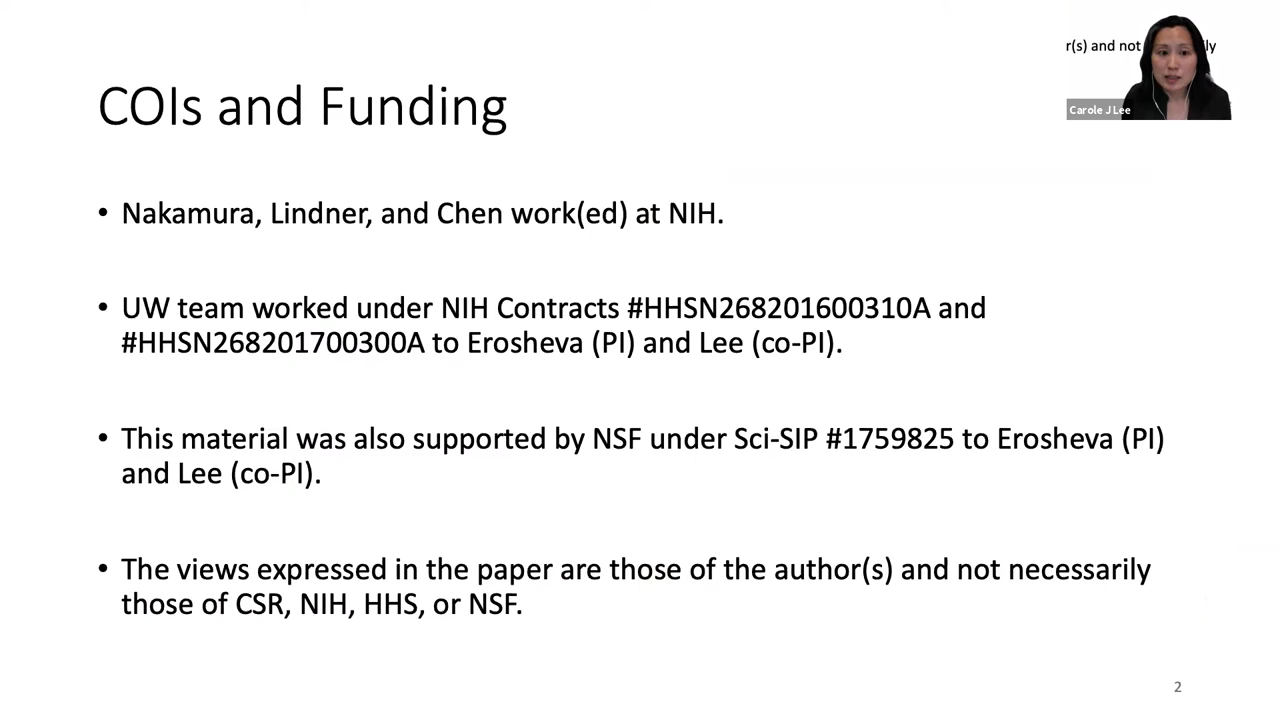 r(s) and not ly
Carole J Lee
COIs and Funding
• Nakamura, Lindner, and Chen work(ed) at NIH.
• UW team worked under NIH Contracts #HHSN268201600310A and
#HHSN268201700300A to Erosheva (PI) and Lee (co-PI).
• This material was also supported by NSF under Sci-SIP #1759825 to Erosheva (PI)
and Lee (co-PI).
• The views expressed in the paper are those of the author(s) and not necessarily
those of CSR, NIH, HHS, or NSF.
2